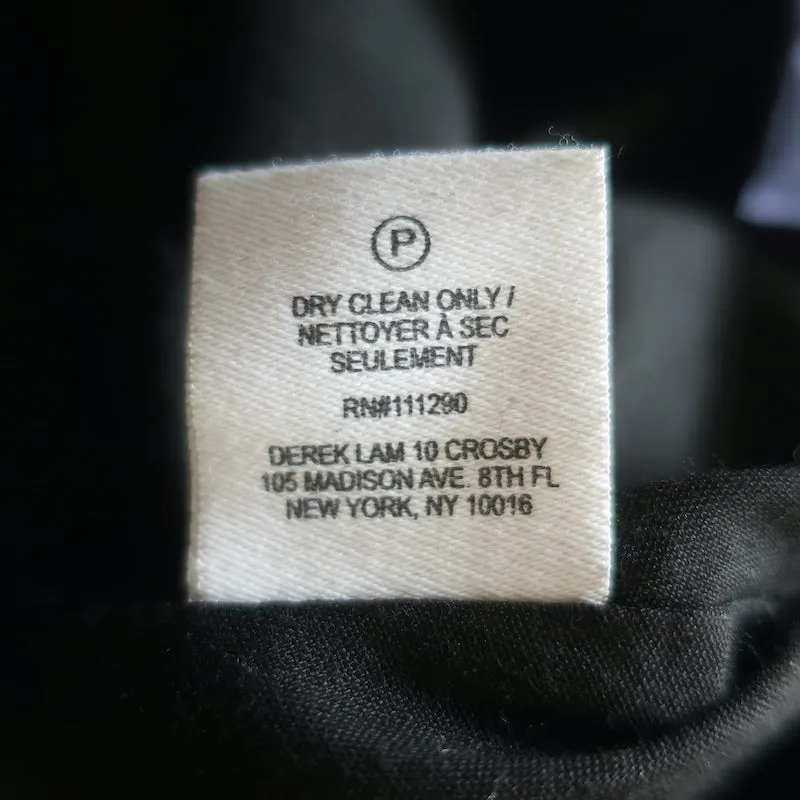 P
DRY CLEAN ONLY /
NETTOYER À SEC
SEULEMENT
RN#111290
DEREK LAM 10 CROSBY
105 MADISON AVE. 8TH FL
NEW YORK, NY 10016